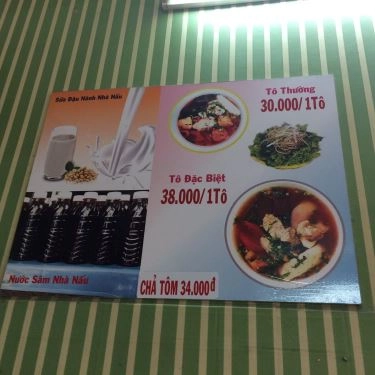 Sữa Đậu Nành Nhà Nấu
Tô Thường
30.000/1Tô
Tô Đặc Biệt
38.000/1Tô
Nước Sâm Nhà Nấu
CHẢ TÔM 34.000đ